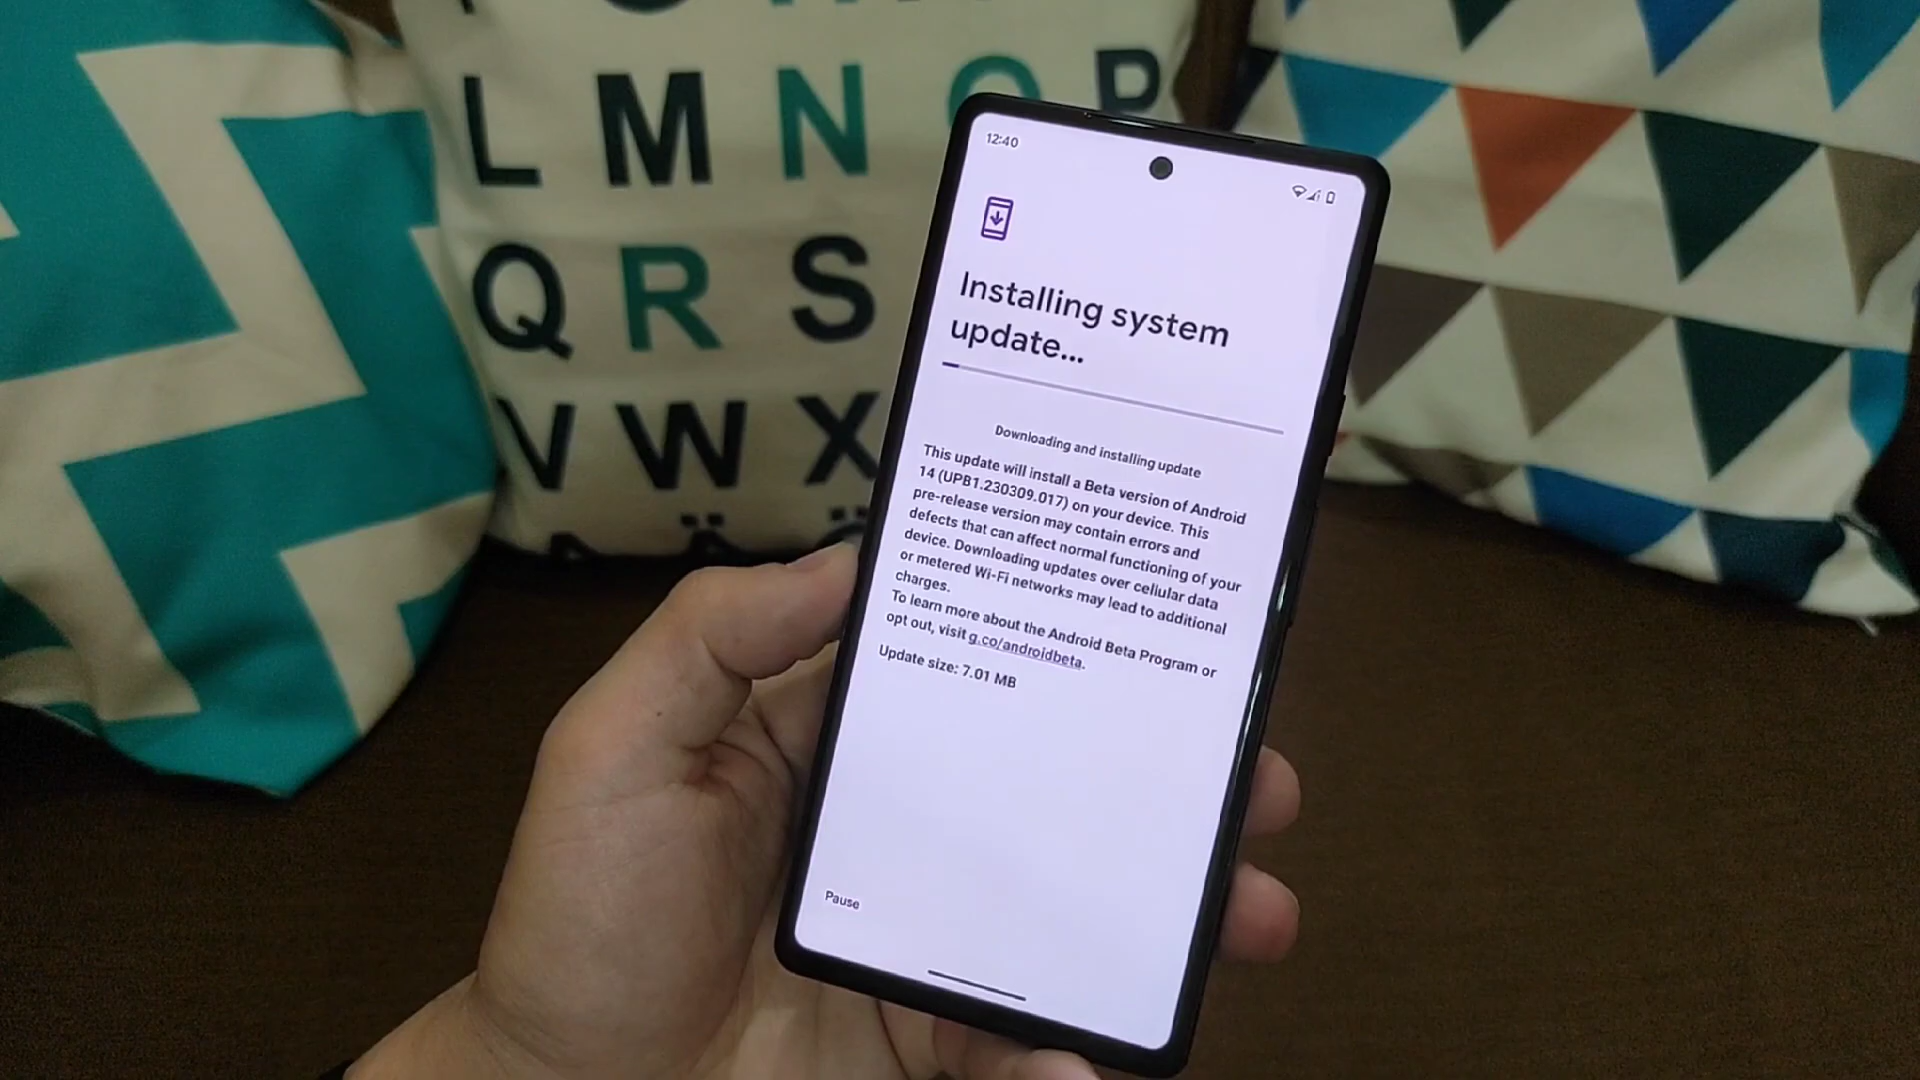 L M N O P
Q R S
V W X
Ä
12:40
Installing system
update...
Downloading and installing update
This update will install a Beta version of Android
14 (UPB1.230309.017) on your device. This
pre-release version may contain errors and
defects that can affect normal functioning of your
device. Downloading updates over cellular data
or metered Wi-Fi networks may lead to additional
charges.
To learn more about the Android Beta Program or
opt out, visit g.co/androidbeta.
Update size: 7.01 MB
Pause